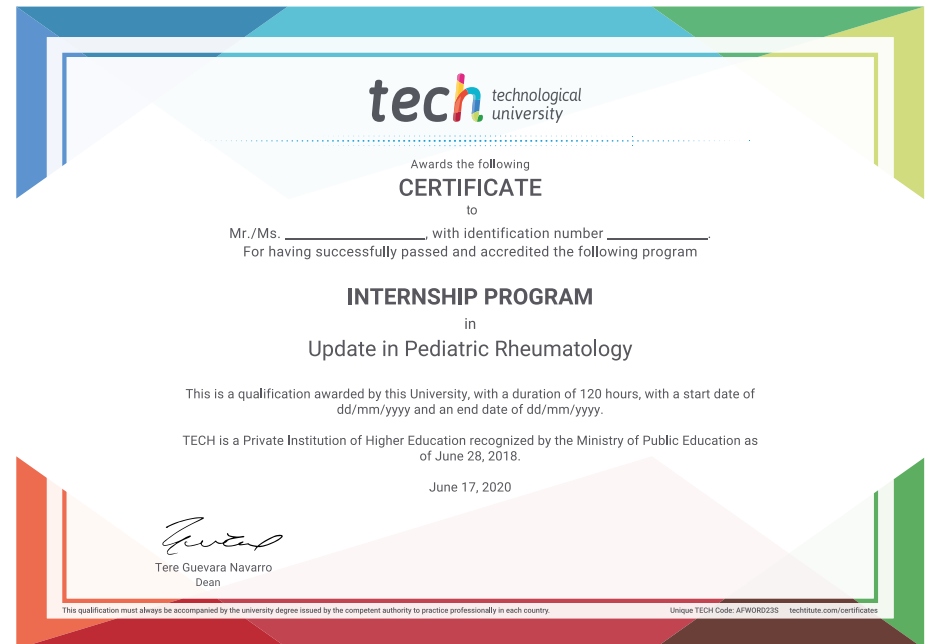 tech technological
university
Awards the following
CERTIFICATE
to
Mr./Ms. ____________________, with identification number ______________.
For having successfully passed and accredited the following program
INTERNSHIP PROGRAM
in
Update in Pediatric Rheumatology
This is a qualification awarded by this University, with a duration of 120 hours, with a start date of
dd/mm/yyyy and an end date of dd/mm/yyyy.
TECH is a Private Institution of Higher Education recognized by the Ministry of Public Education as
of June 28, 2018.
June 17, 2020
Tere Guevara Navarro
Dean
This qualification must always be accompanied by the university degree issued by the competent authority to practice professionally in each country.
Unique TECH Code: AFWORD23S techtitute.com/certificates